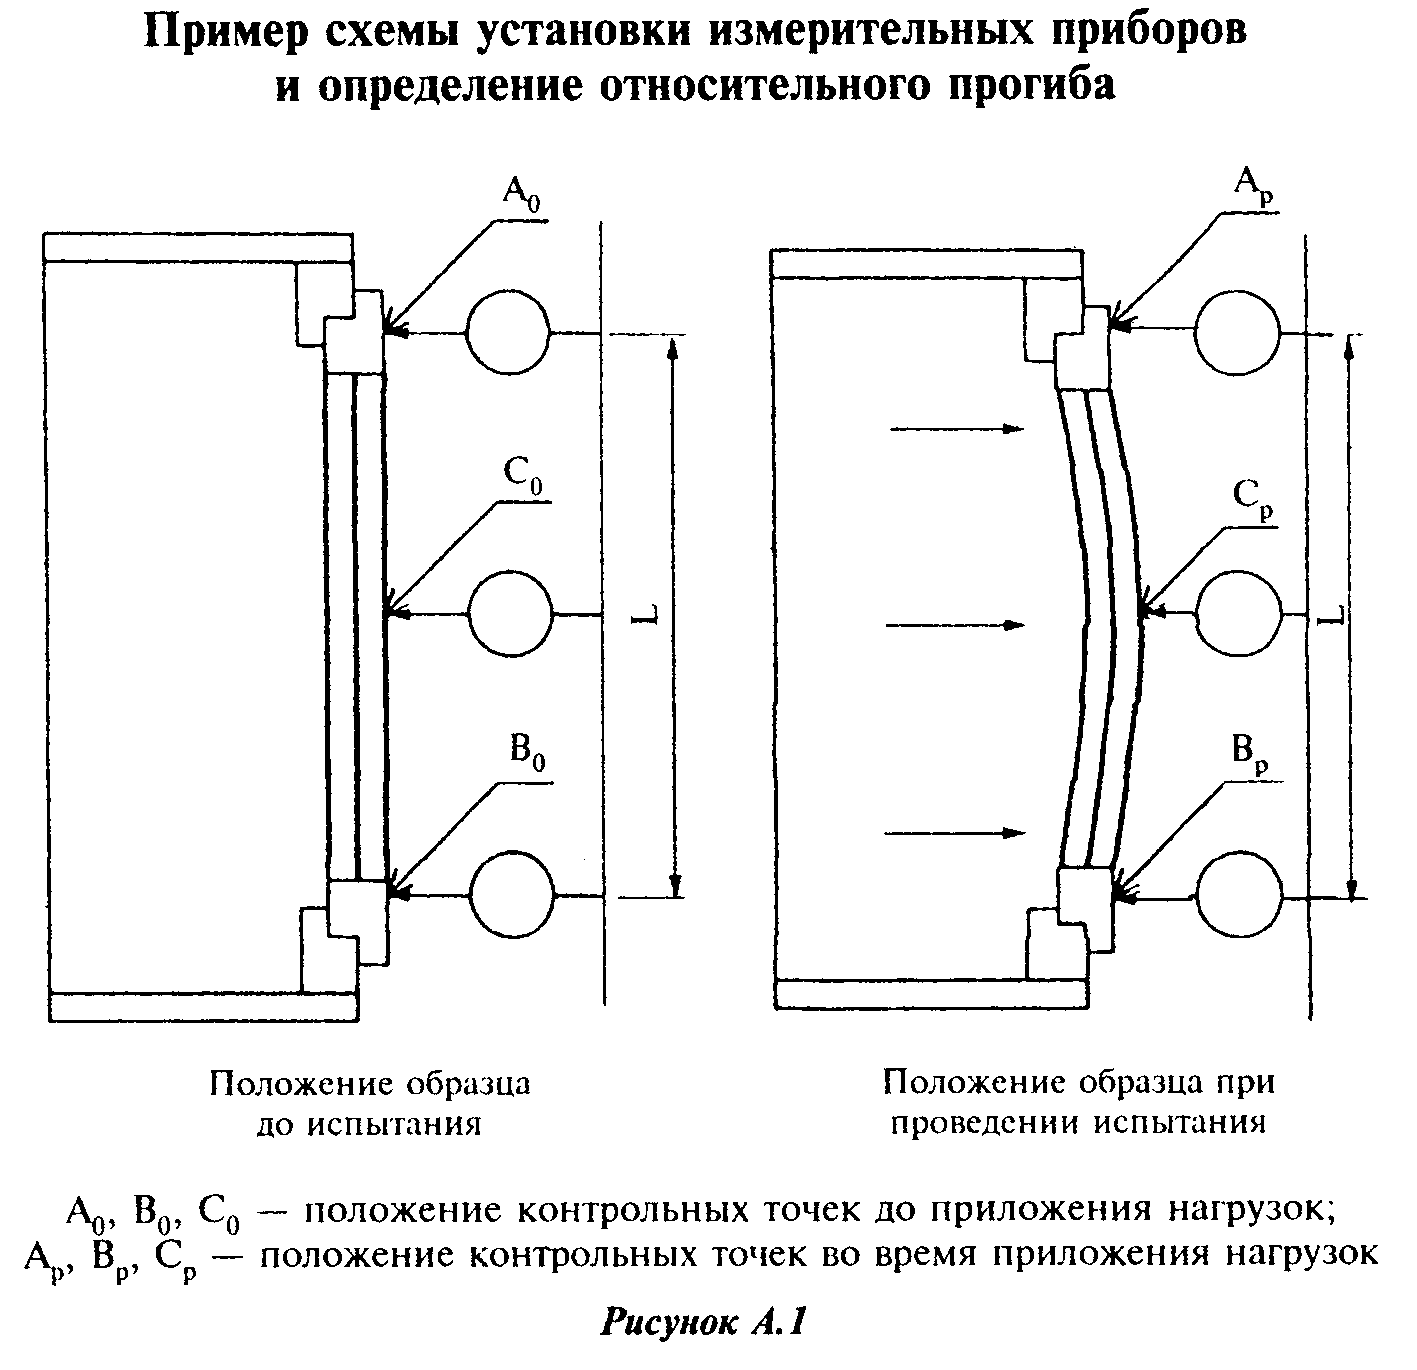 Пример схемы установки измерительных приборов
и определение относительного прогиба
A₀
Aₚ
C₀
Cₚ
L
L
B₀
Bₚ
Положение образца
до испытания
Положение образца при
проведении испытания
A₀, B₀, C₀ — положение контрольных точек до приложения нагрузок;
Aₚ, Bₚ, Cₚ — положение контрольных точек во время приложения нагрузок
Рисунок А.1